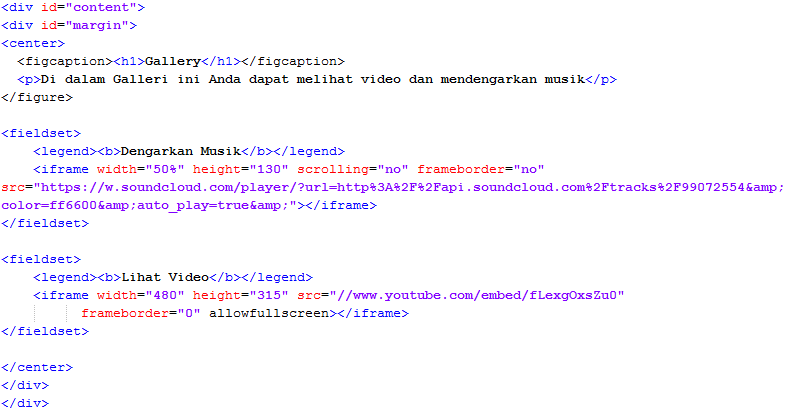 <div id="content">
<div id="margin">
<center>
  <figcaption><h1>Gallery</h1></figcaption>
  <p>Di dalam Galleri ini Anda dapat melihat video dan mendengarkan musik</p>
</figure>

<fieldset>
    <legend><b>Dengarkan Musik</b></legend>
    <iframe width="50%" height="130" scrolling="no" frameborder="no"
src="https://w.soundcloud.com/player/?url=http%3A%2F%2Fapi.soundcloud.com%2Ftracks%2F99072554&amp;
color=ff6600&amp;auto_play=true&amp;"></iframe>
</fieldset>

<fieldset>
    <legend><b>Lihat Video</b></legend>
    <iframe width="480" height="315" src="//www.youtube.com/embed/fLexgOxsZu0"
          frameborder="0" allowfullscreen></iframe>
</fieldset>

</center>
</div>
</div>